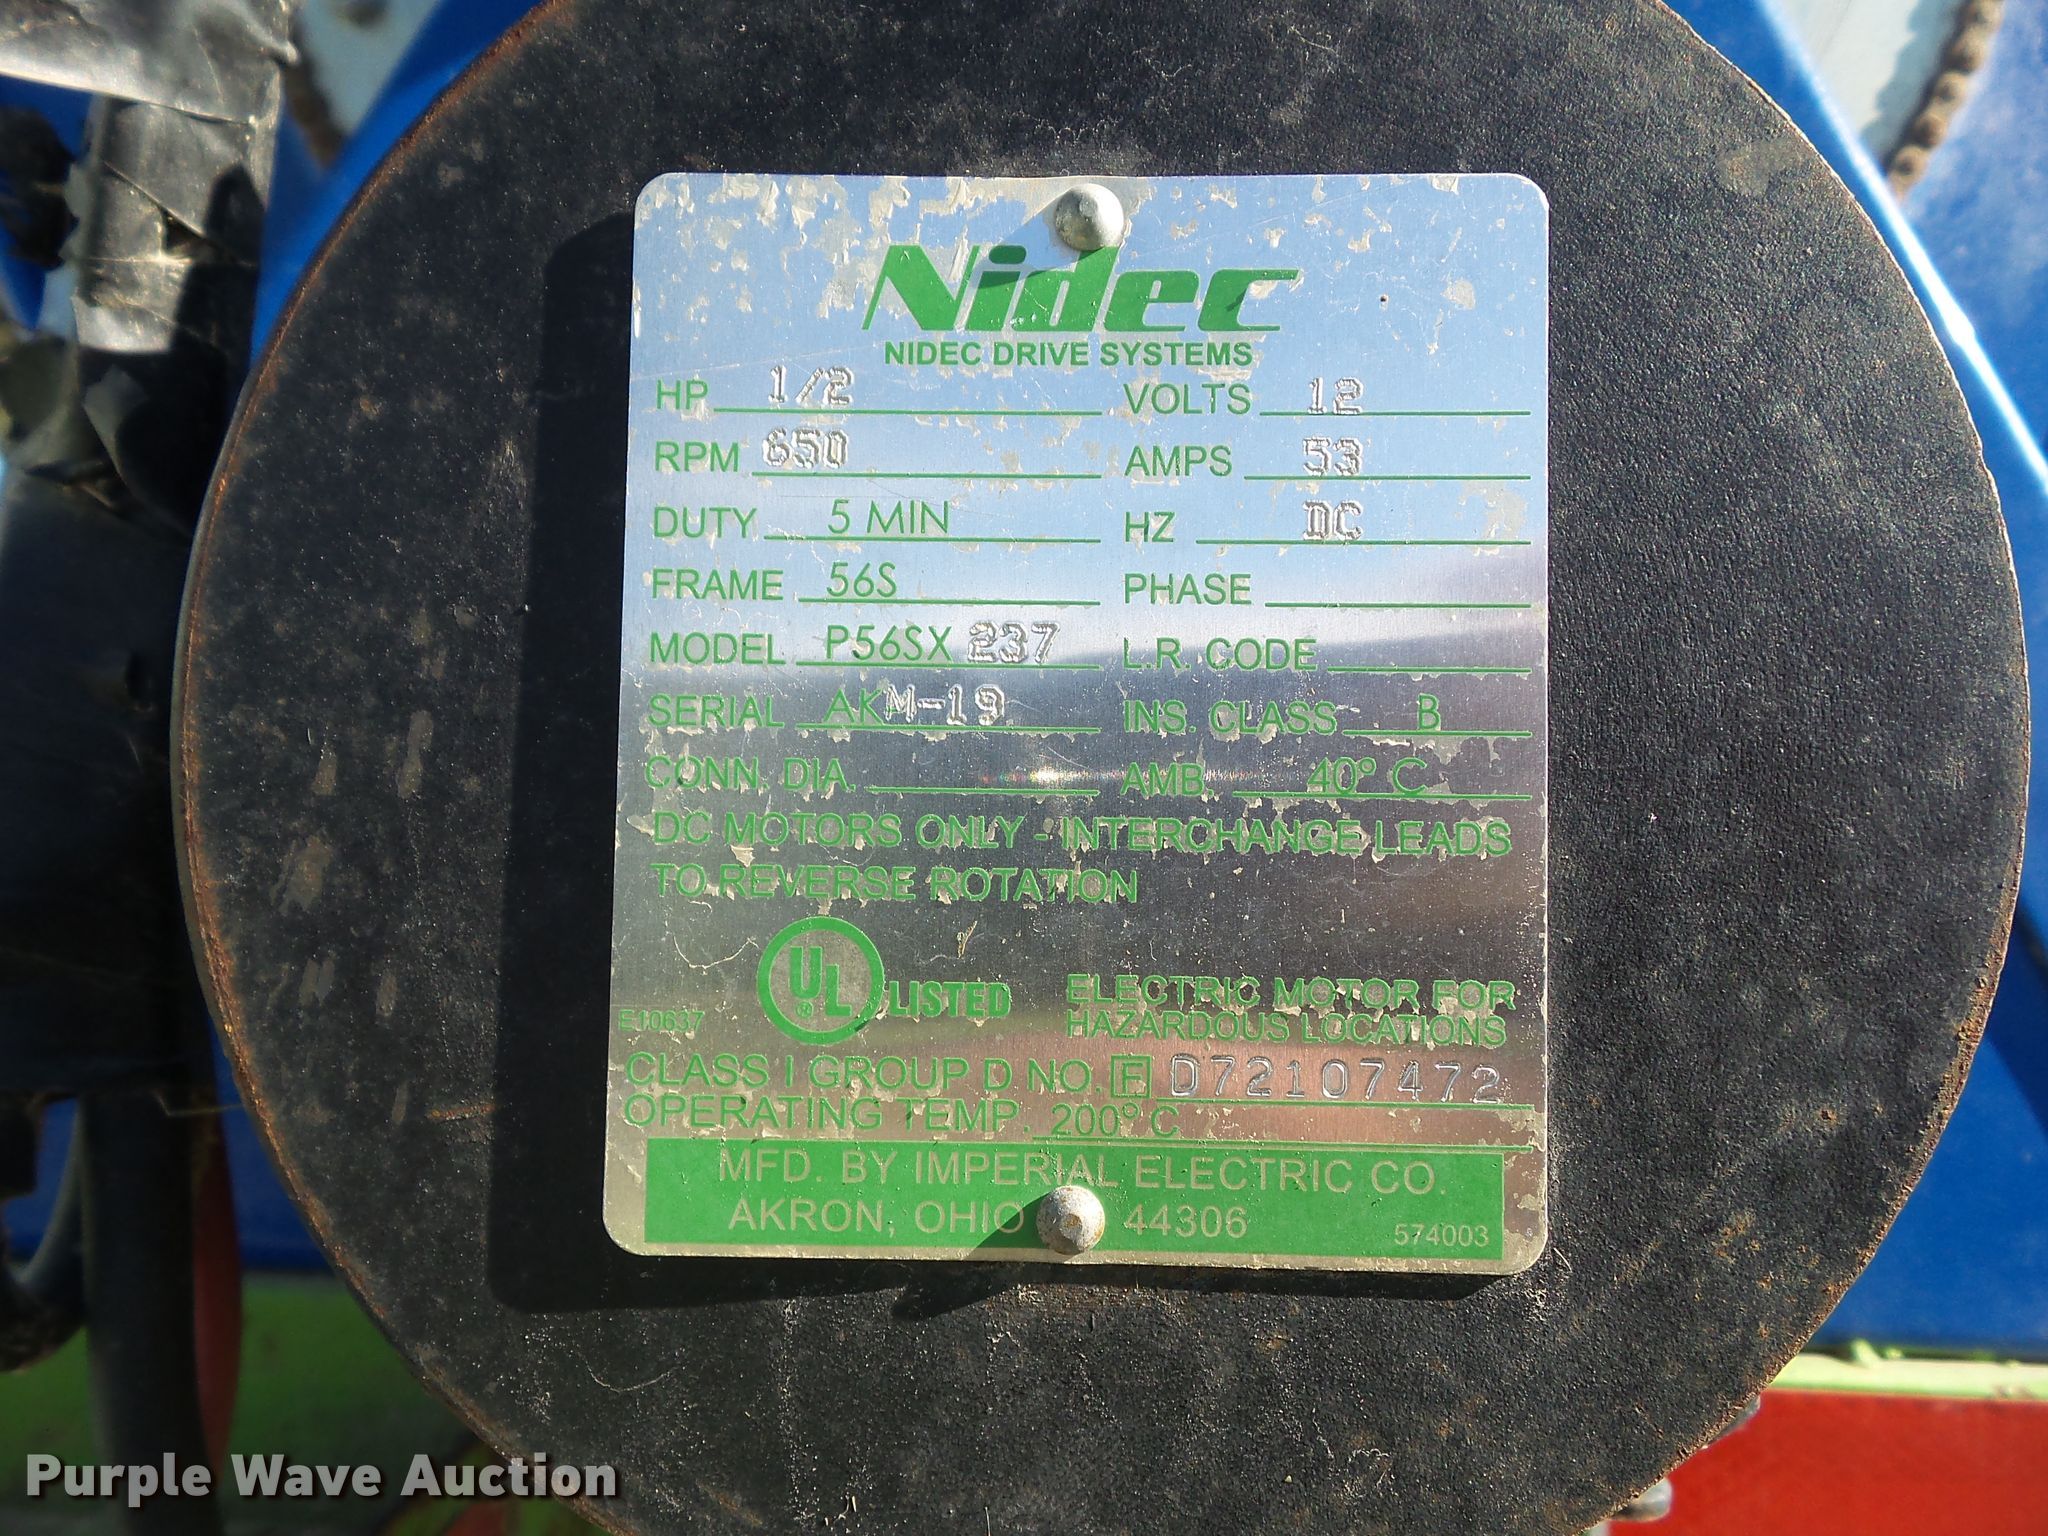 Nidec
NIDEC DRIVE SYSTEMS
HP 1/2 VOLTS 12
RPM 650 AMPS 53
DUTY 5 MIN HZ DC
FRAME 56S PHASE
MODEL P56SX 237 L.R. CODE
SERIAL AKM-19 INS. CLASS B
CONN. DIA. AMB. 40° C
DC MOTORS ONLY - INTERCHANGE LEADS
TO REVERSE ROTATION
E10637 UL ® LISTED
ELECTRIC MOTOR FOR
HAZARDOUS LOCATIONS
CLASS I GROUP D NO. F D72107472
OPERATING TEMP. 200° C
MFD. BY IMPERIAL ELECTRIC CO.
AKRON, OHIO 44306 574003
Purple Wave Auction